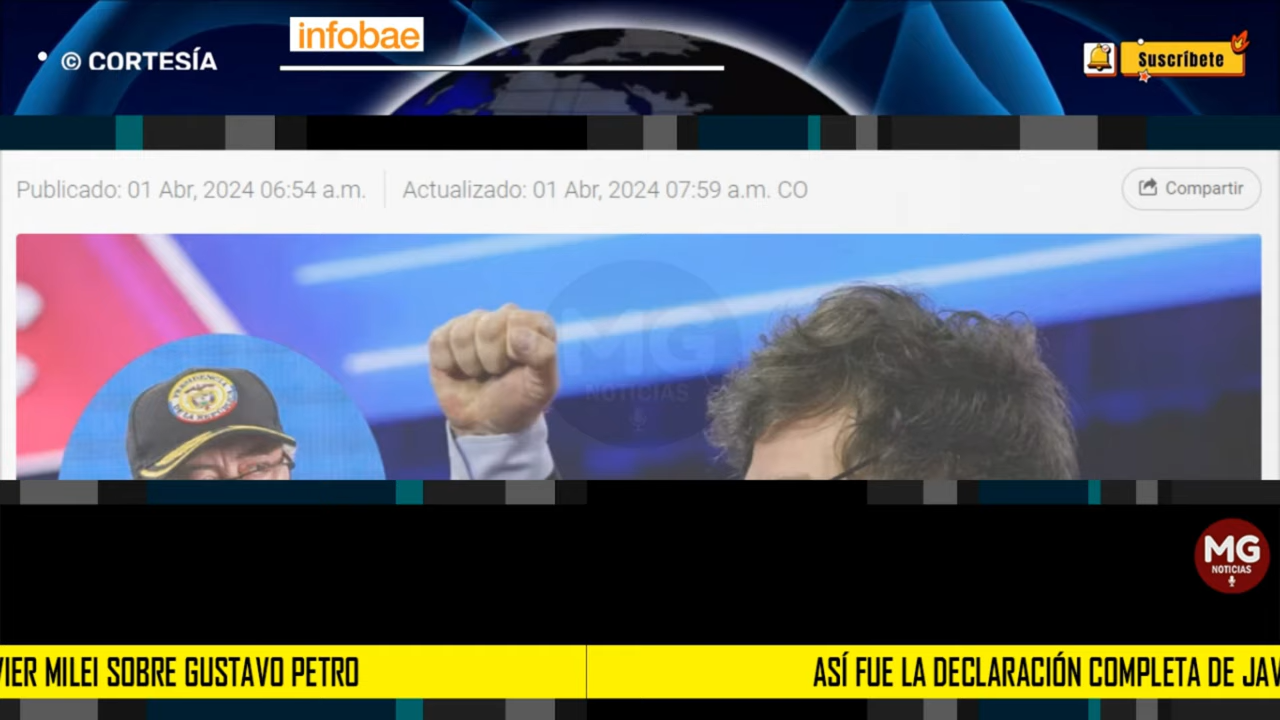 infobae
© CORTESÍA
Suscríbete
Publicado: 01 Abr, 2024 06:54 a.m.
Actualizado: 01 Abr, 2024 07:59 a.m. CO
Compartir
MG
NOTICIAS
MG
NOTICIAS
VIER MILEI SOBRE GUSTAVO PETRO
ASÍ FUE LA DECLARACIÓN COMPLETA DE JAV